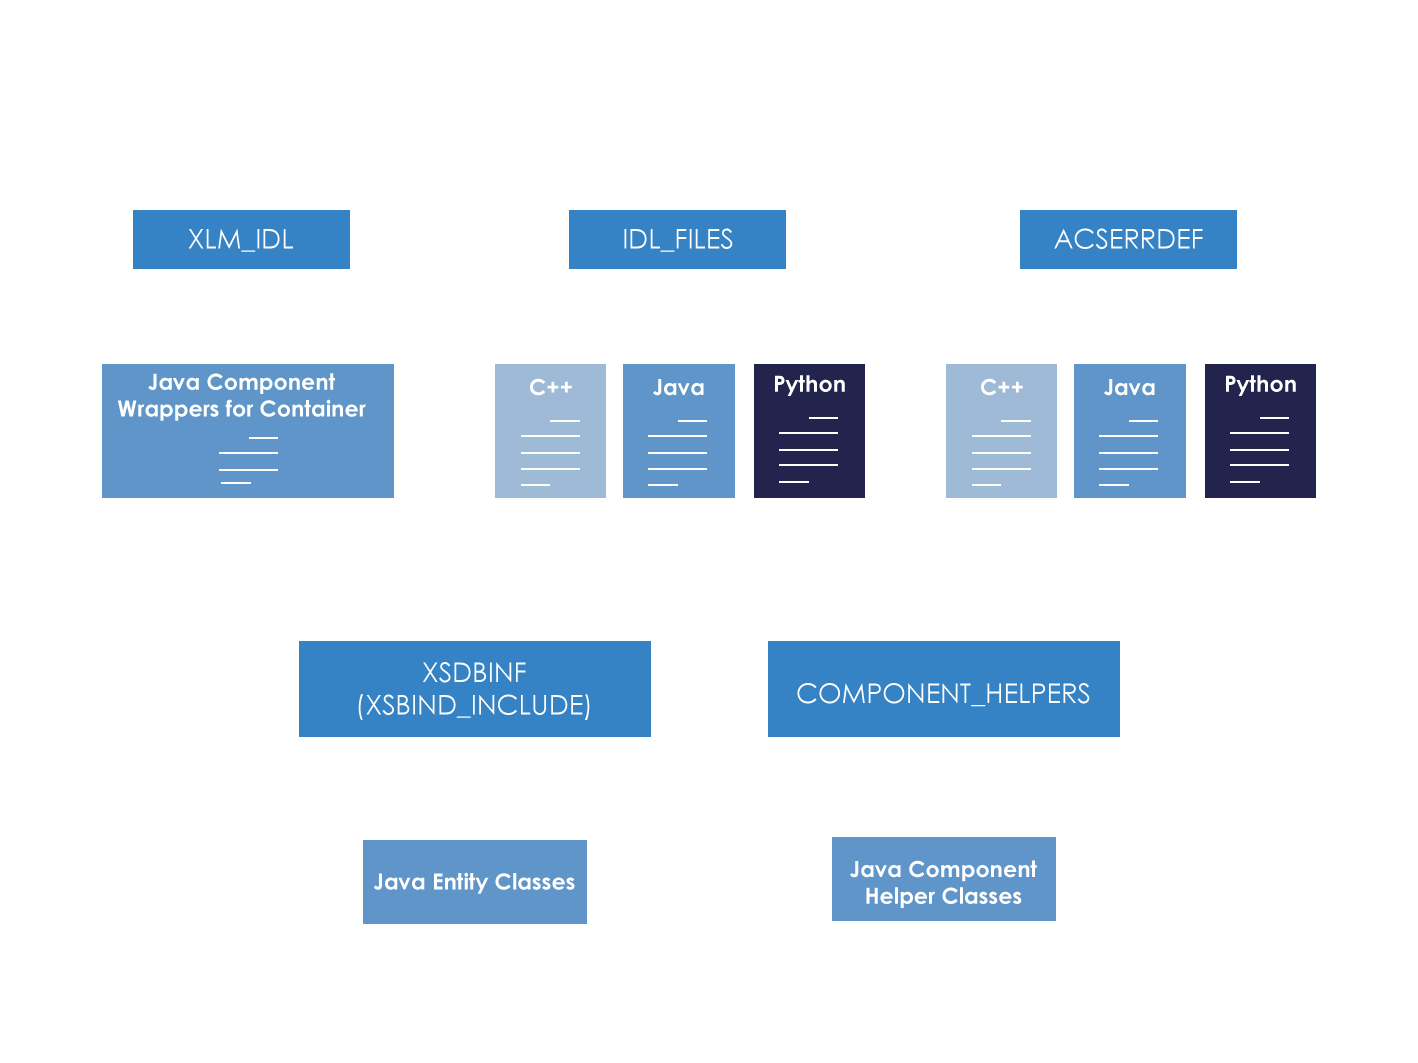 XLM_IDL
IDL_FILES
ACSERRDEF
Java Component
Wrappers for Container
C++
Java
Python
C++
Java
Python
XSDBINF
(XSBIND_INCLUDE)
COMPONENT_HELPERS
Java Entity Classes
Java Component
Helper Classes